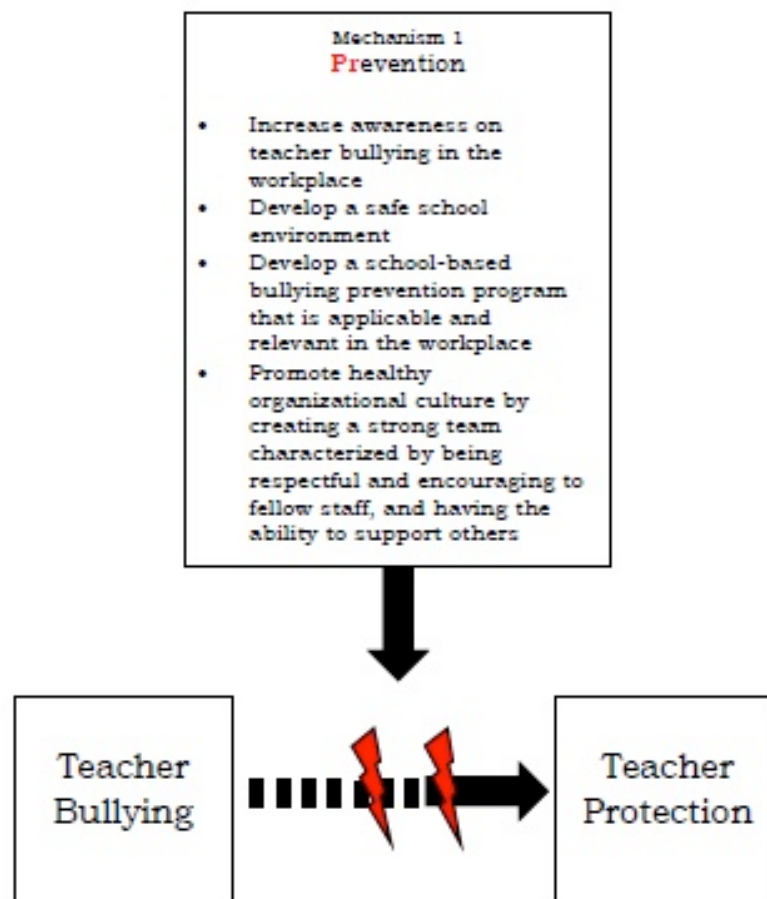 Mechanism 1
Prevention
• Increase awareness on
teacher bullying in the
workplace
• Develop a safe school
environment
• Develop a school-based
bullying prevention program
that is applicable and
relevant in the workplace
• Promote healthy
organizational culture by
creating a strong team
characterized by being
respectful and encouraging to
fellow staff, and having the
ability to support others
Teacher
Bullying
Teacher
Protection